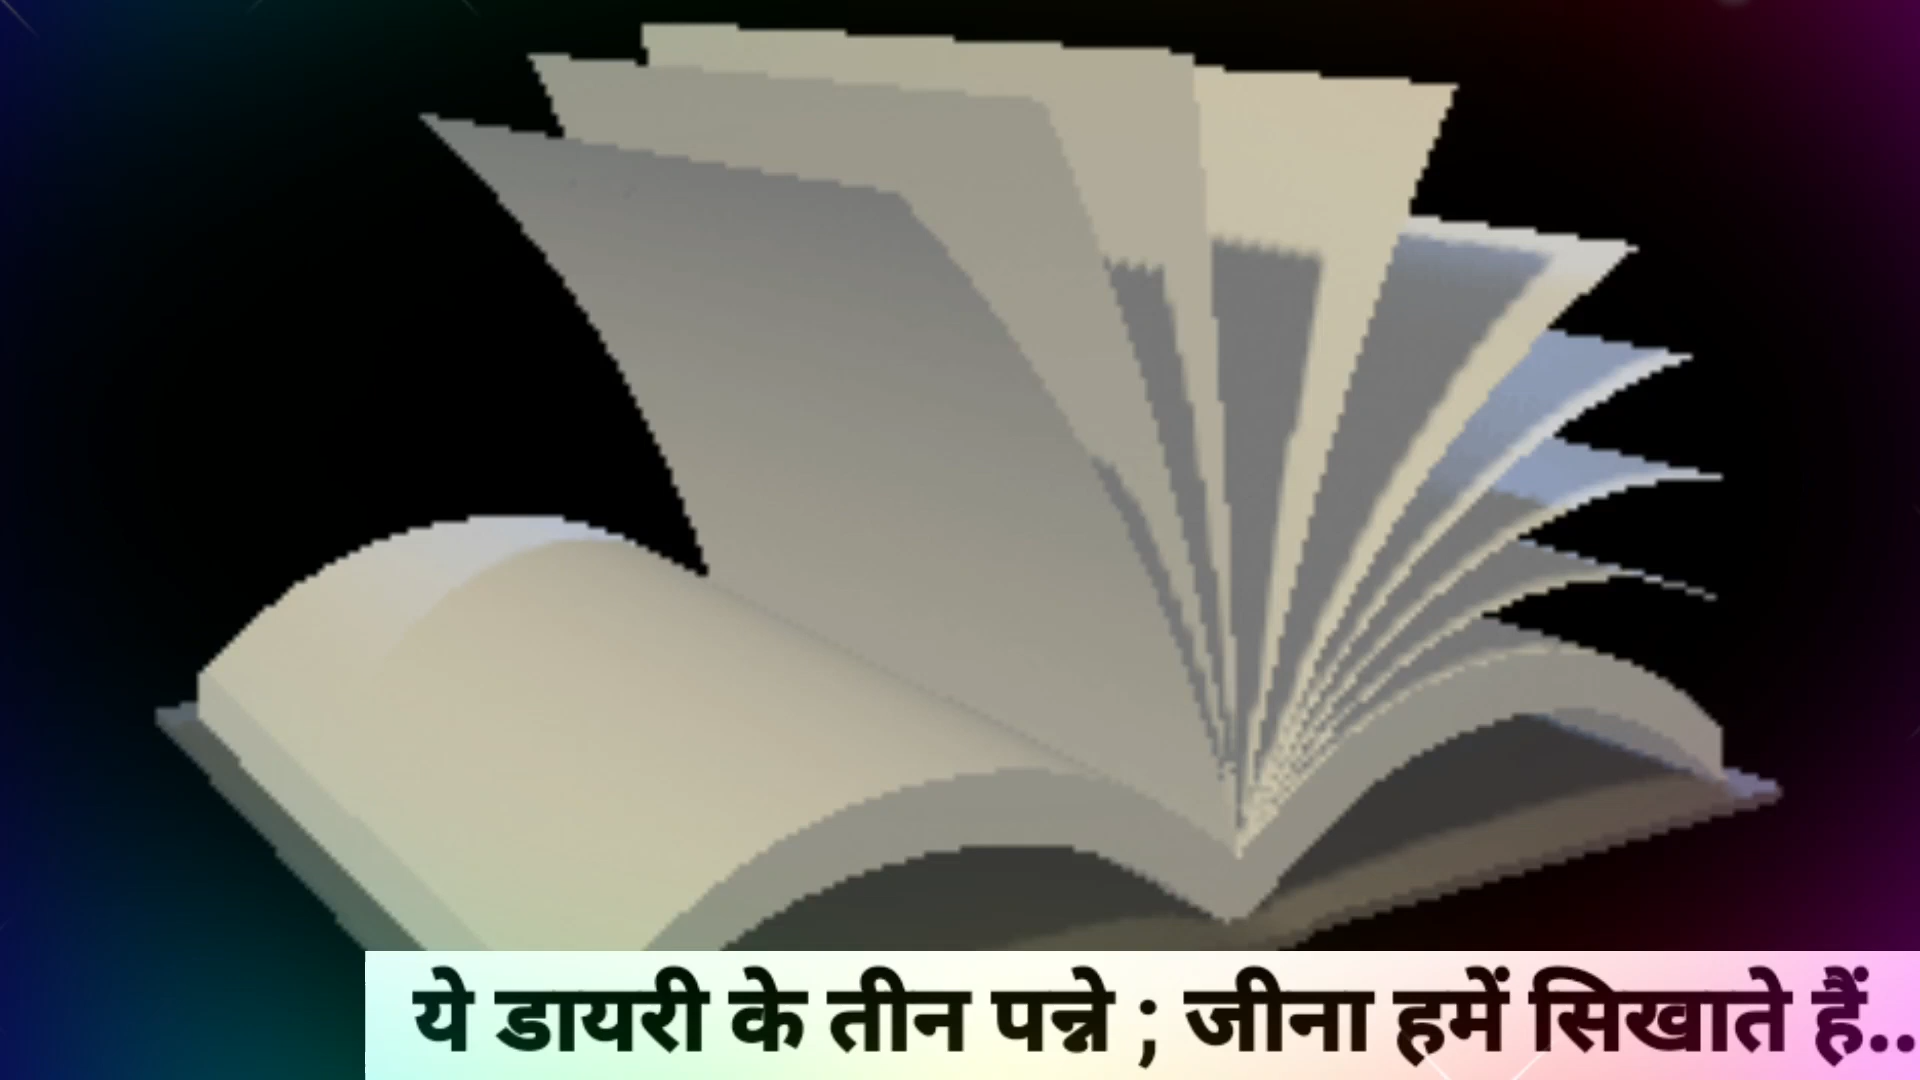 ये डायरी के तीन पन्ने ; जीना हमें सिखाते हैं..